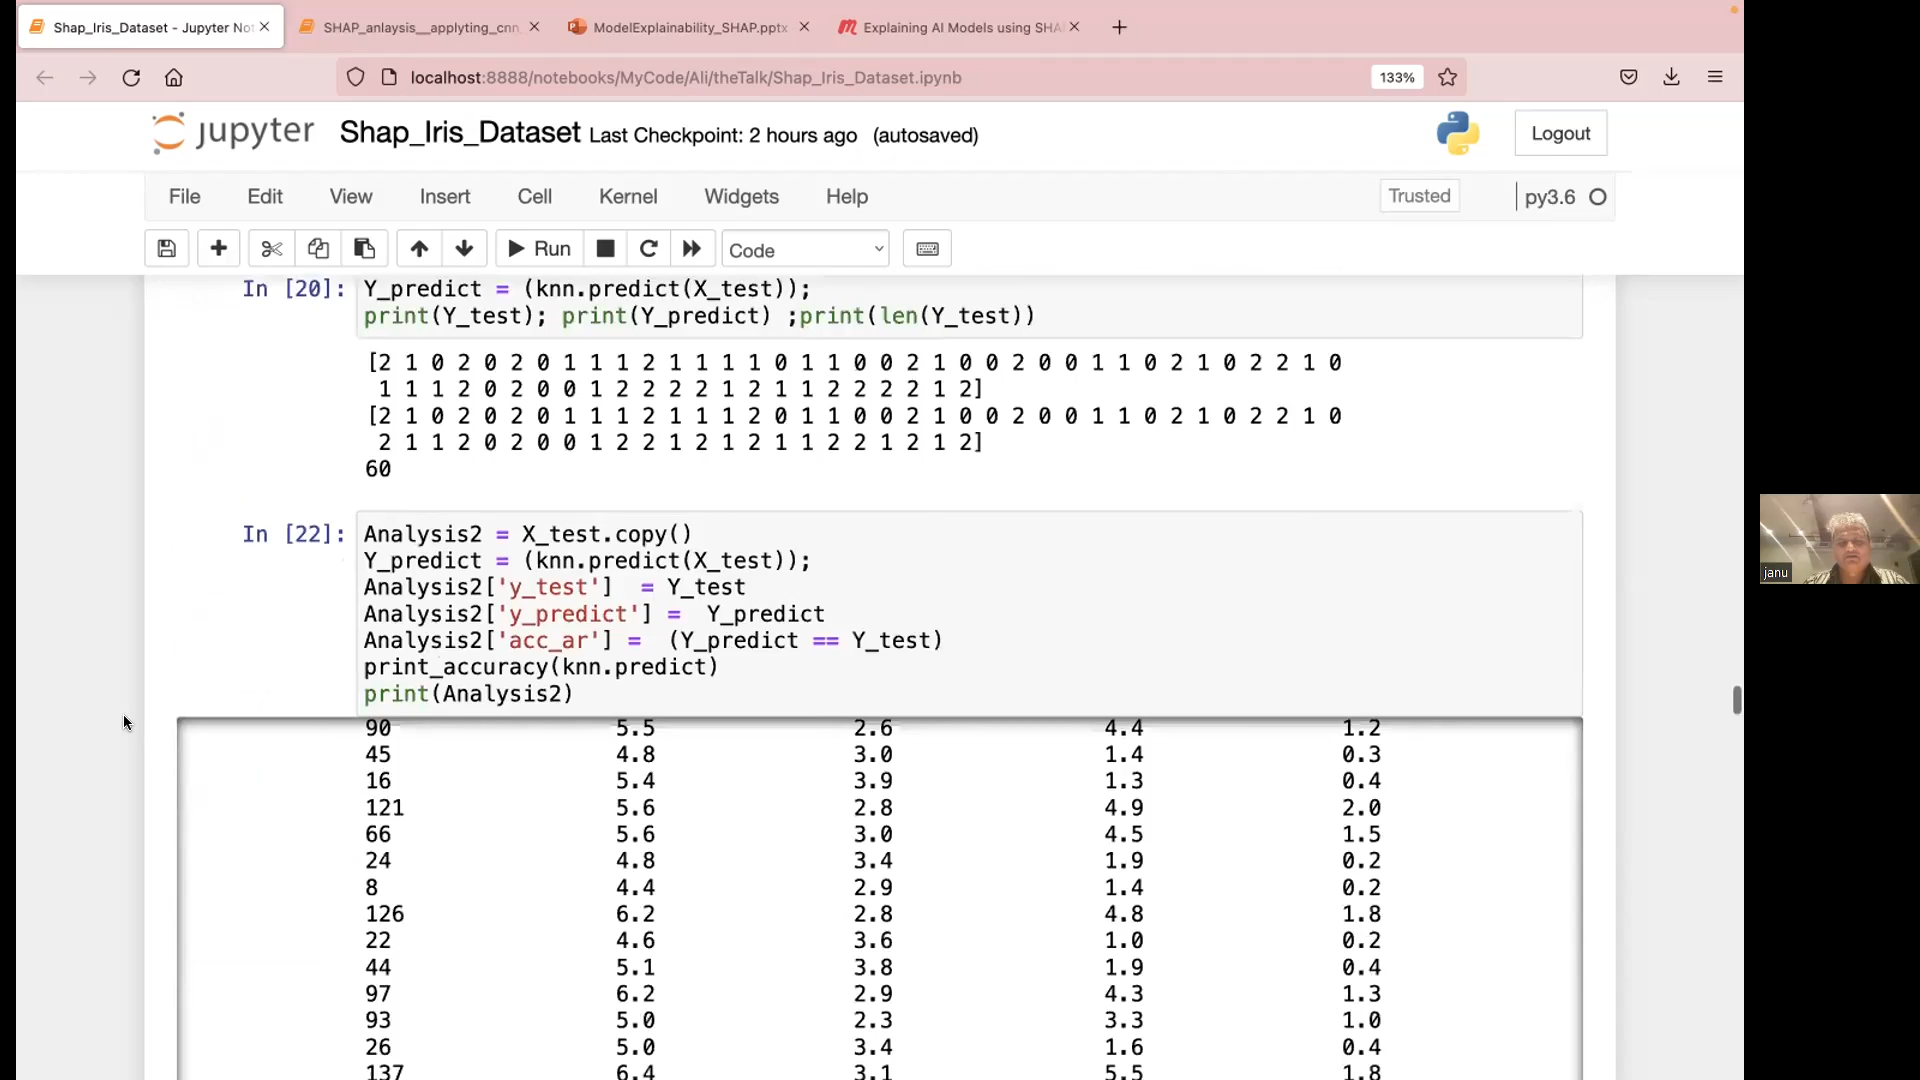 Shap_Iris_Dataset - Jupyter Not
SHAP_anlaysis__applyting_cnn
ModelExplainability_SHAP.pptx
Explaining AI Models using SHA
localhost:8888/notebooks/MyCode/Ali/theTalk/Shap_Iris_Dataset.ipynb
133%
jupyter Shap_Iris_Dataset Last Checkpoint: 2 hours ago (autosaved)
Logout
File Edit View Insert Cell Kernel Widgets Help
Trusted
py3.6
Run
Code
In [20]: Y_predict = (knn.predict(X_test));
print(Y_test); print(Y_predict) ;print(len(Y_test))
[2 1 0 2 0 2 0 1 1 1 2 1 1 1 1 0 1 1 0 0 2 1 0 0 2 0 0 1 1 0 2 1 0 2 2 1 0
1 1 1 2 0 2 0 0 1 2 2 2 2 1 2 1 1 2 2 2 2 1 2]
[2 1 0 2 0 2 0 1 1 1 2 1 1 1 2 0 1 1 0 0 2 1 0 0 2 0 0 1 1 0 2 1 0 2 2 1 0
2 1 1 2 0 2 0 0 1 2 2 1 2 1 2 1 1 2 2 1 2 1 2]
60
In [22]: Analysis2 = X_test.copy()
Y_predict = (knn.predict(X_test));
Analysis2['y_test']  = Y_test
Analysis2['y_predict'] =  Y_predict
Analysis2['acc_ar'] =  (Y_predict == Y_test)
print_accuracy(knn.predict)
print(Analysis2)
90 5.5 2.6 4.4 1.2
45 4.8 3.0 1.4 0.3
16 5.4 3.9 1.3 0.4
121 5.6 2.8 4.9 2.0
66 5.6 3.0 4.5 1.5
24 4.8 3.4 1.9 0.2
8 4.4 2.9 1.4 0.2
126 6.2 2.8 4.8 1.8
22 4.6 3.6 1.0 0.2
44 5.1 3.8 1.9 0.4
97 6.2 2.9 4.3 1.3
93 5.0 2.3 3.3 1.0
26 5.0 3.4 1.6 0.4
137 6.4 3.1 5.5 1.8
janu